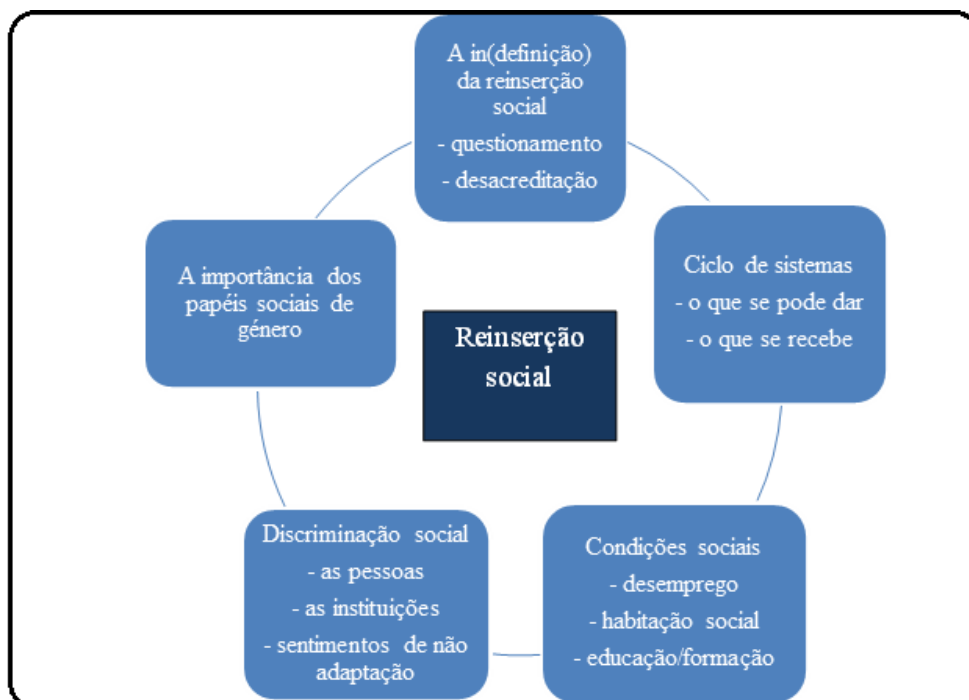 A in(definição)
da reinserção
social
- questionamento
- desacreditação
Ciclo de sistemas
- o que se pode dar
- o que se recebe
A importância dos
papéis sociais de
género
Reinserção
social
Discriminação social
- as pessoas
- as instituições
- sentimentos de não
adaptação
Condições sociais
- desemprego
- habitação social
- educação/formação